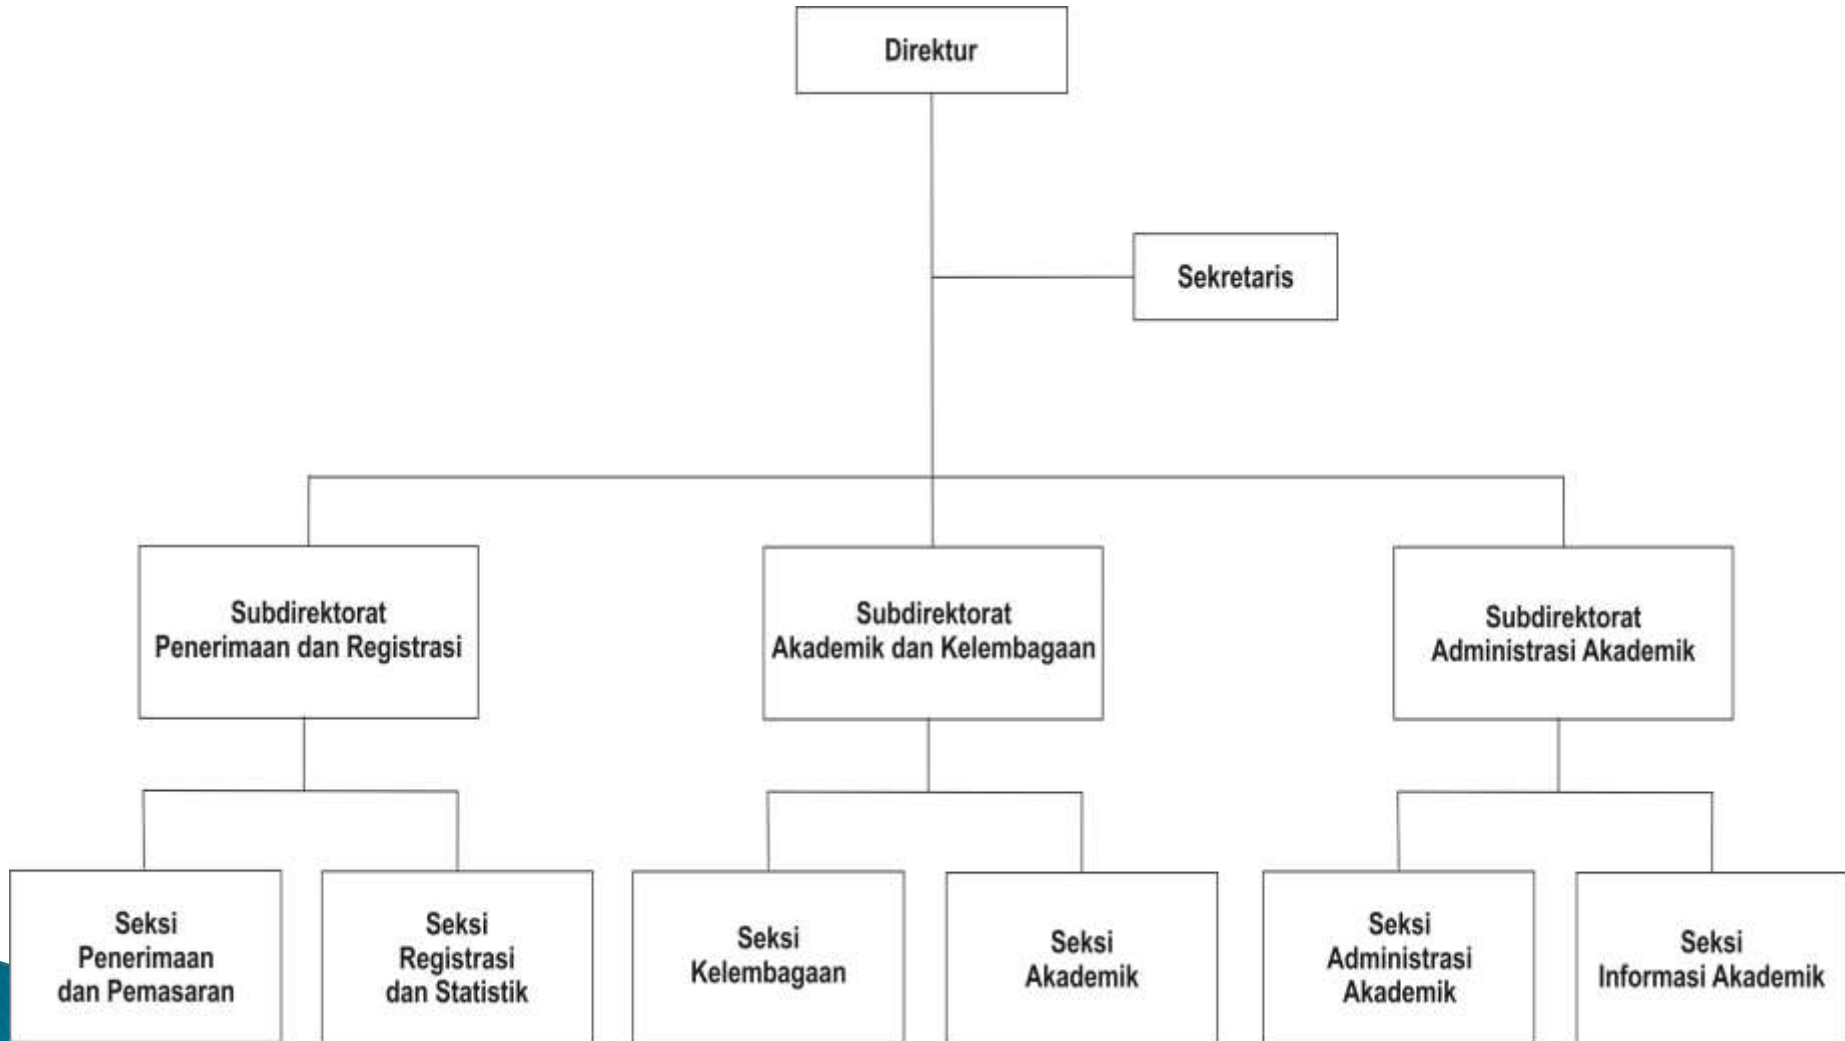 Direktur
Sekretaris
Subdirektorat
Penerimaan dan Registrasi
Subdirektorat
Akademik dan Kelembagaan
Subdirektorat
Administrasi Akademik
Seksi
Penerimaan
dan Pemasaran
Seksi
Registrasi
dan Statistik
Seksi
Kelembagaan
Seksi
Akademik
Seksi
Administrasi
Akademik
Seksi
Informasi Akademik